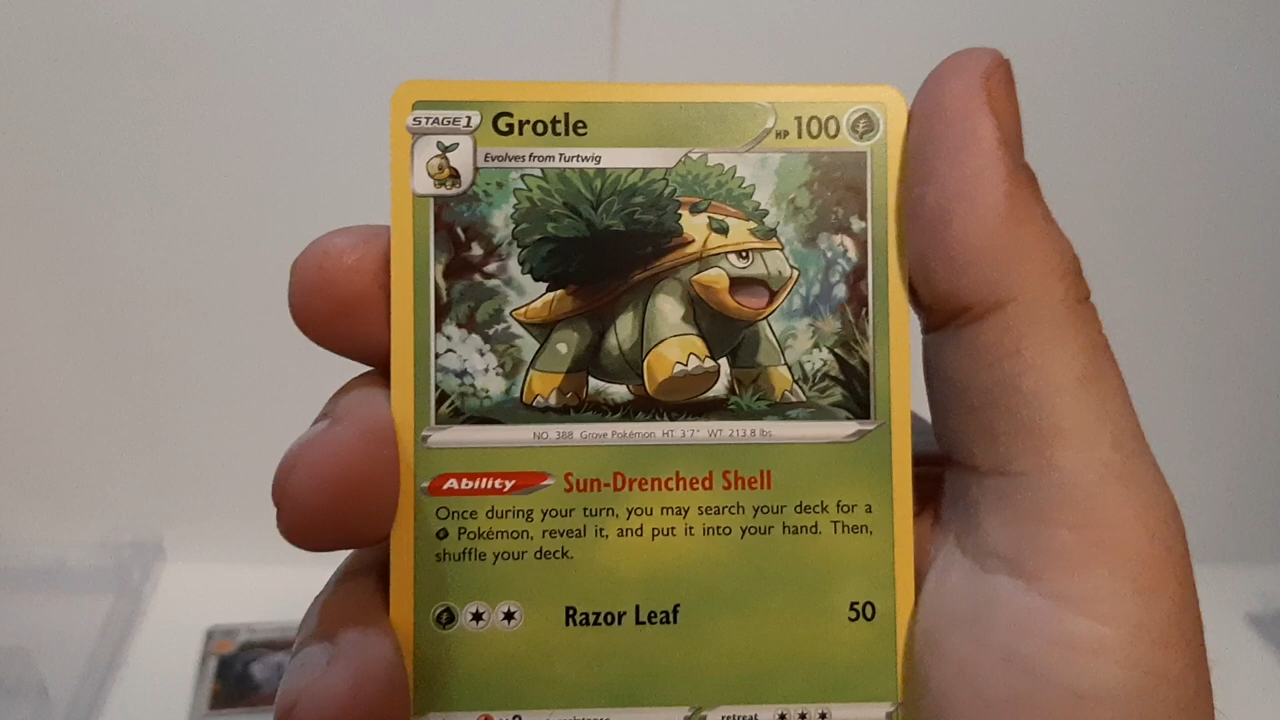 STAGE1 Grotle HP 100
Evolves from Turtwig
NO. 388 Grove Pokémon HT 3'7" WT 213.8 lbs
Ability Sun-Drenched Shell
Once during your turn, you may search your deck for a
Pokémon, reveal it, and put it into your hand. Then,
shuffle your deck.
Razor Leaf 50
resistance retreat